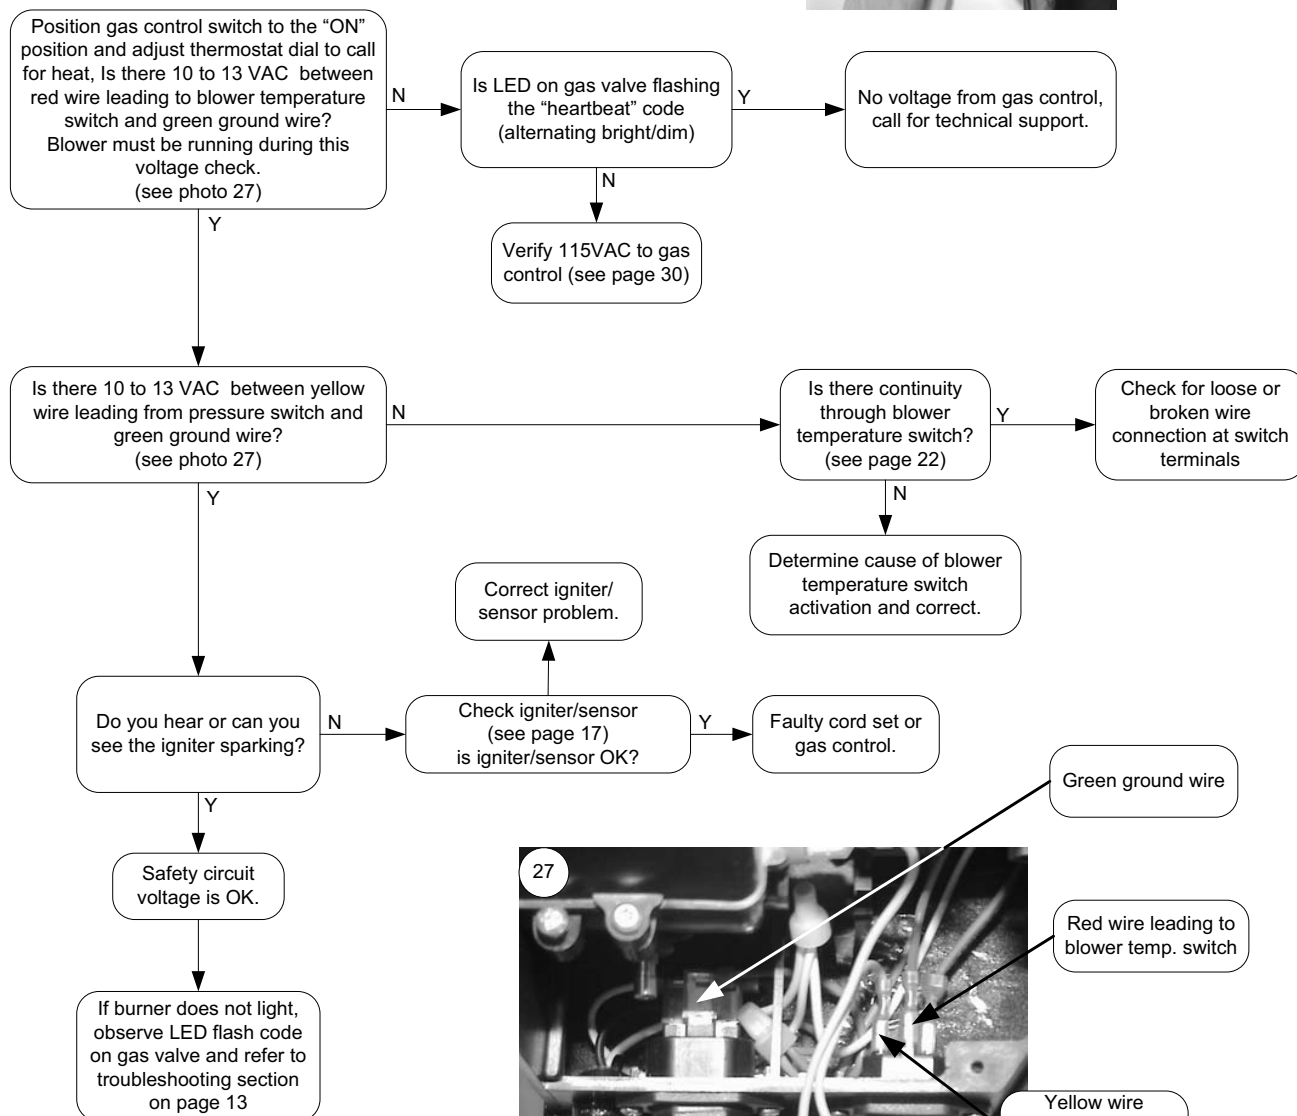 Position gas control switch to the “ON”
position and adjust thermostat dial to call
for heat, Is there 10 to 13 VAC between
red wire leading to blower temperature
switch and green ground wire?
Blower must be running during this
voltage check.
(see photo 27)
N
Is LED on gas valve flashing
the “heartbeat” code
(alternating bright/dim)
Y
No voltage from gas control,
call for technical support.
N
Verify 115VAC to gas
control (see page 30)
Y
Is there 10 to 13 VAC between yellow
wire leading from pressure switch and
green ground wire?
(see photo 27)
N
Is there continuity
through blower
temperature switch?
(see page 22)
Y
Check for loose or
broken wire
connection at switch
terminals
N
Determine cause of blower
temperature switch
activation and correct.
Y
Do you hear or can you
see the igniter sparking?
N
Check igniter/sensor
(see page 17)
is igniter/sensor OK?
Correct igniter/
sensor problem.
Y
Faulty cord set or
gas control.
Y
Safety circuit
voltage is OK.
If burner does not light,
observe LED flash code
on gas valve and refer to
troubleshooting section
on page 13
27
Green ground wire
Red wire leading to
blower temp. switch
Yellow wire